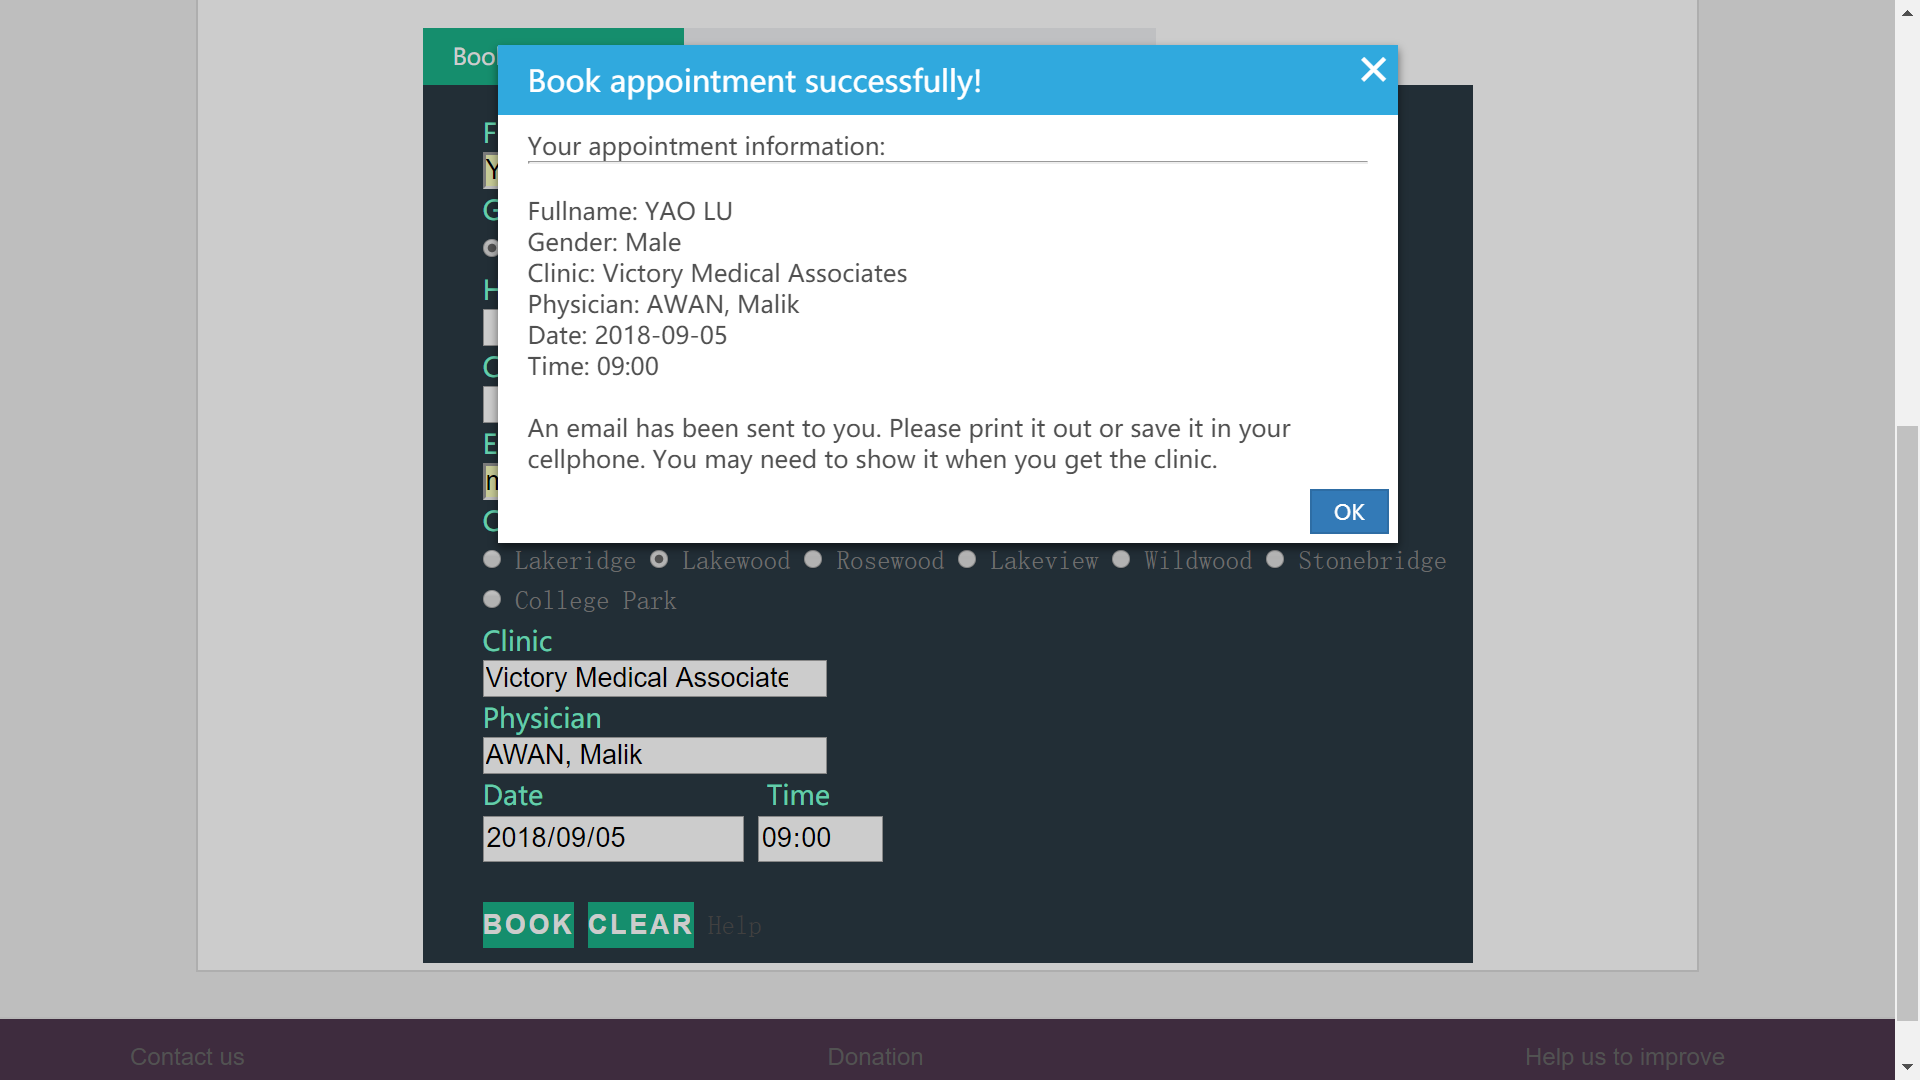 Book appointment successfully!
Your appointment information:
Fullname: YAO LU
Gender: Male
Clinic: Victory Medical Associates
Physician: AWAN, Malik
Date: 2018-09-05
Time: 09:00
An email has been sent to you. Please print it out or save it in your
cellphone. You may need to show it when you get the clinic.
OK
Lakeridge Lakewood Rosewood Lakeview Wildwood Stonebridge
College Park
Clinic
Victory Medical Associate
Physician
AWAN, Malik
Date Time
2018/09/05 09:00
BOOK CLEAR Help
Contact us Donation Help us to improve